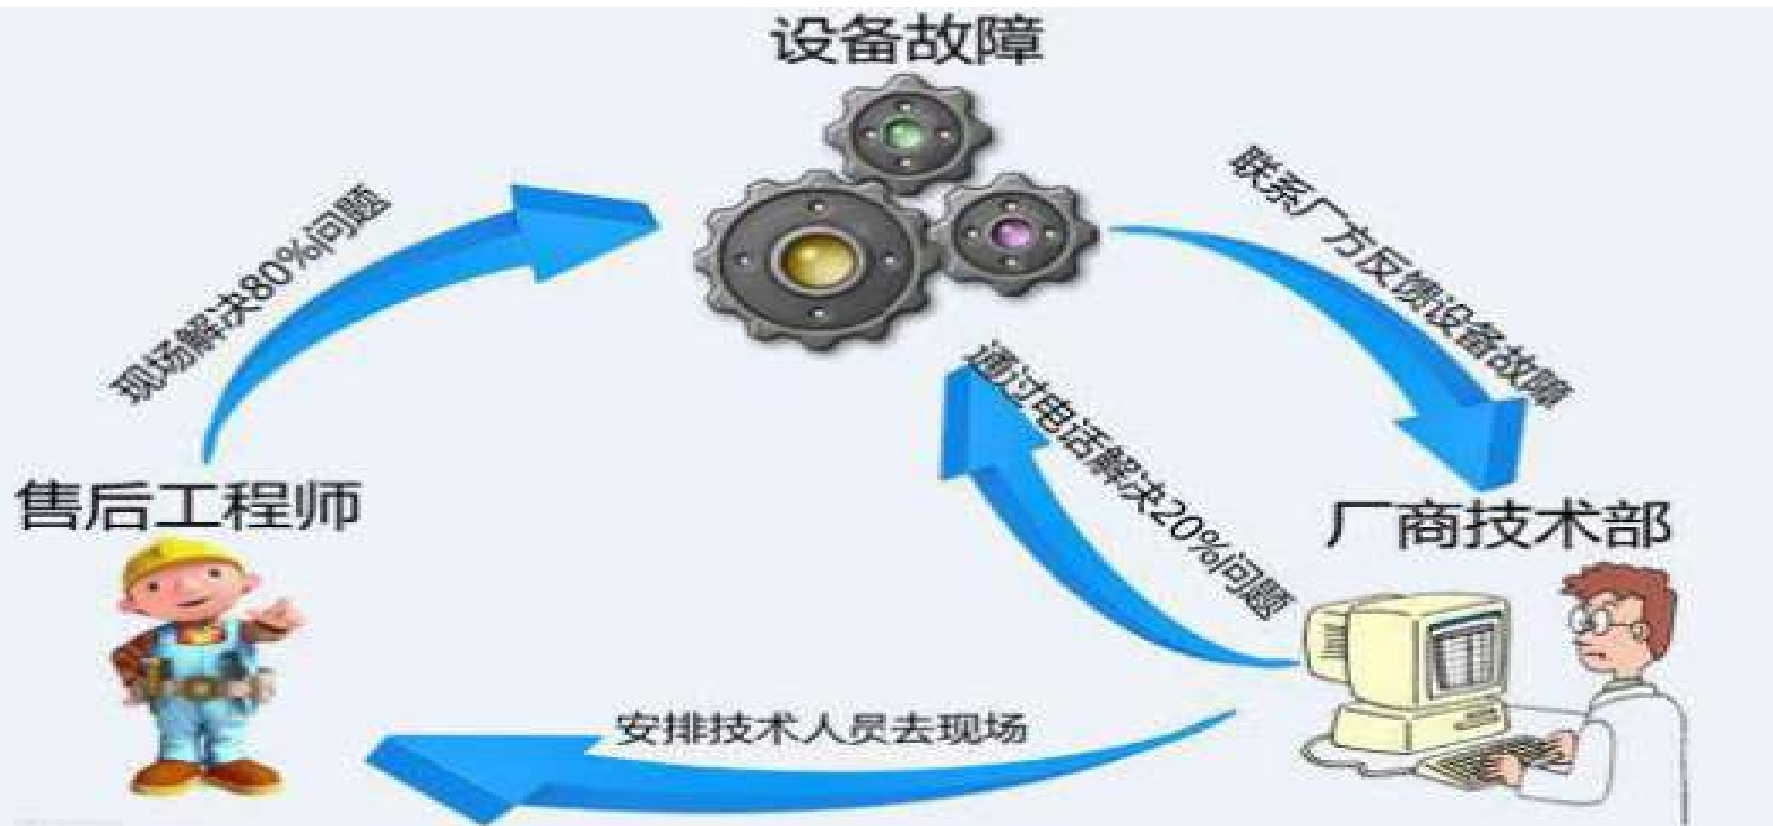 设备故障
联系厂方反馈设备故障
现场解决80%问题
通过电话解决20%问题
售后工程师
厂商技术部
安排技术人员去现场